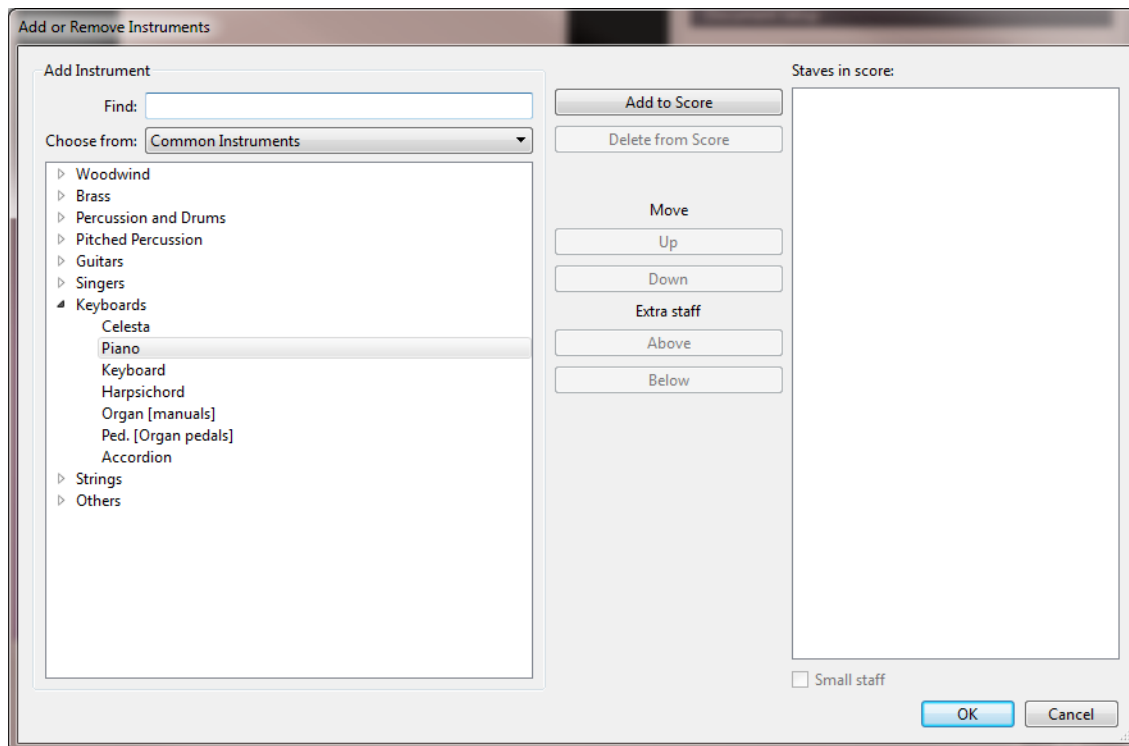 Add or Remove Instruments
Add Instrument
Find:
Choose from: Common Instruments
Woodwind
Brass
Percussion and Drums
Pitched Percussion
Guitars
Singers
Keyboards
Celesta
Piano
Keyboard
Harpsichord
Organ [manuals]
Ped. [Organ pedals]
Accordion
Strings
Others
Add to Score
Delete from Score
Move
Up
Down
Extra staff
Above
Below
Staves in score:
Small staff
OK
Cancel